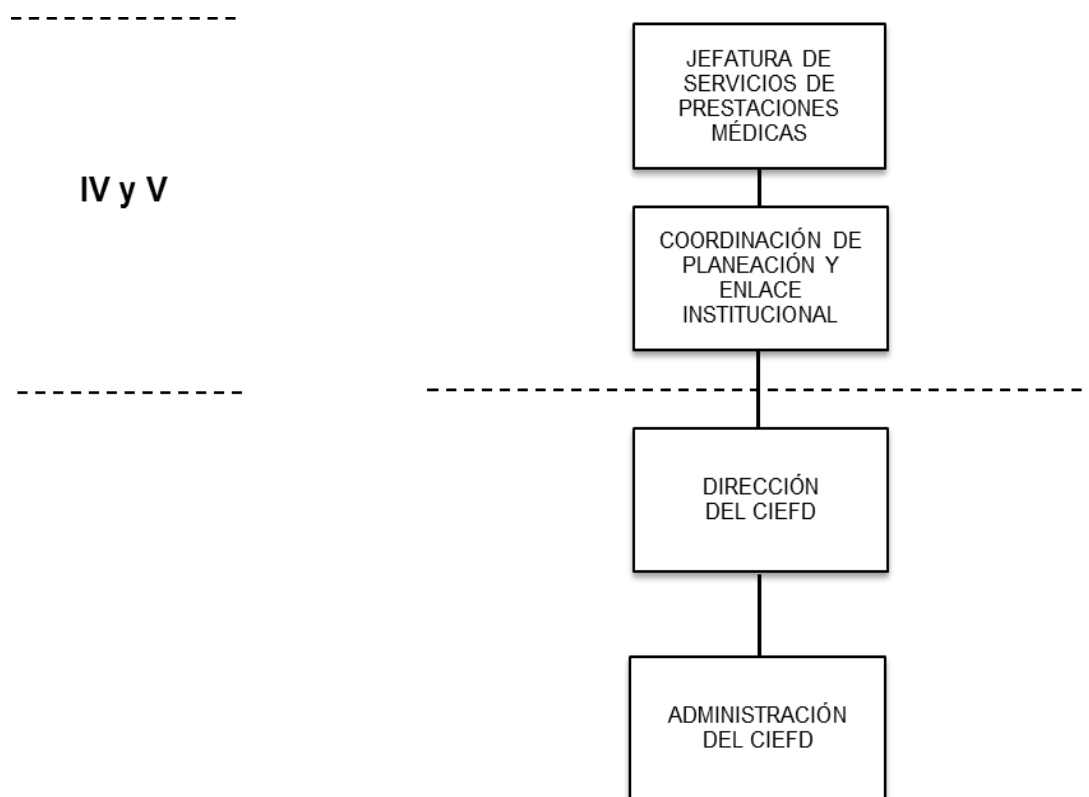 JEFATURA DE
SERVICIOS DE
PRESTACIONES
MÉDICAS
IV y V
COORDINACIÓN DE
PLANEACIÓN Y
ENLACE
INSTITUCIONAL
DIRECCIÓN
DEL CIEFD
ADMINISTRACIÓN
DEL CIEFD